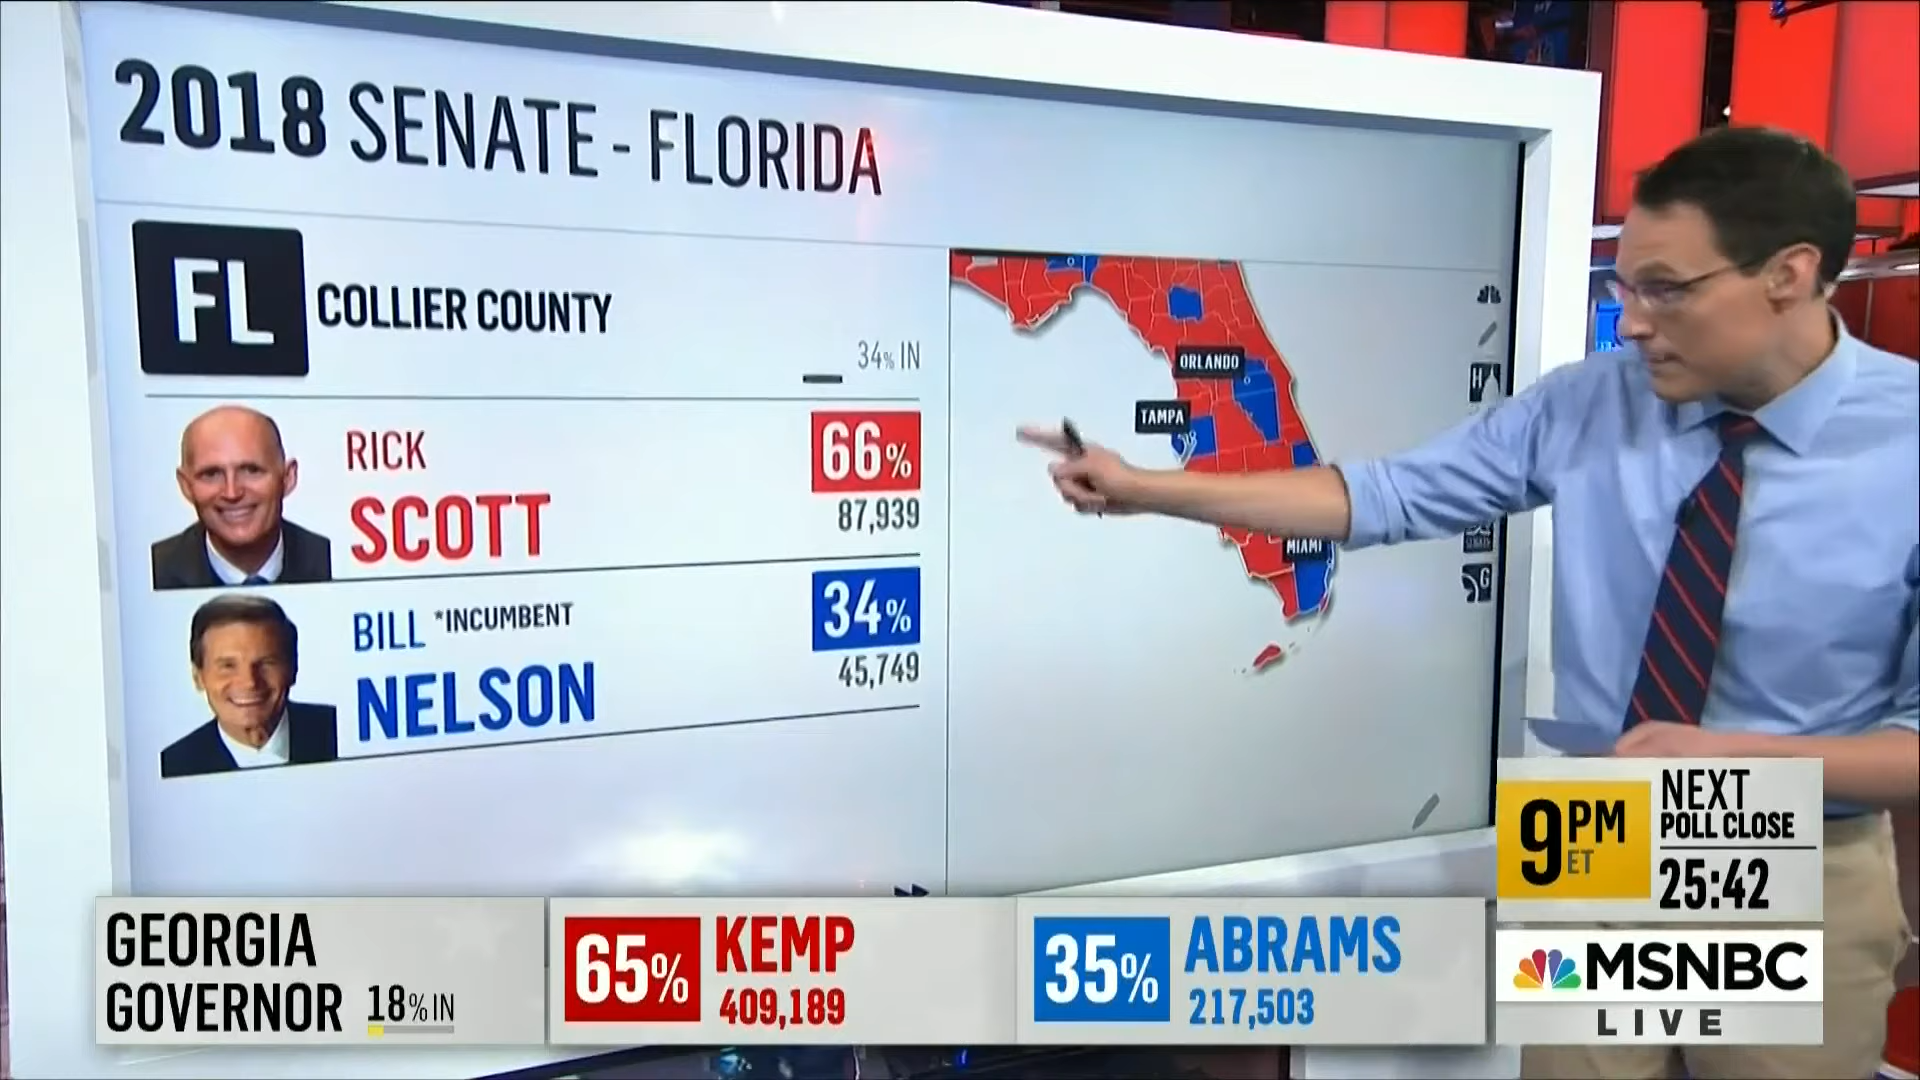 2018 SENATE - FLORIDA
FL
COLLIER COUNTY
34% IN
RICK
SCOTT
66%
87,939
BILL *INCUMBENT
NELSON
34%
45,749
ORLANDO
TAMPA
MIAMI
H
G
9PM
ET
NEXT
POLL CLOSE
25:42
GEORGIA
GOVERNOR 18% IN
65%
KEMP
409,189
35%
ABRAMS
217,503
MSNBC
LIVE